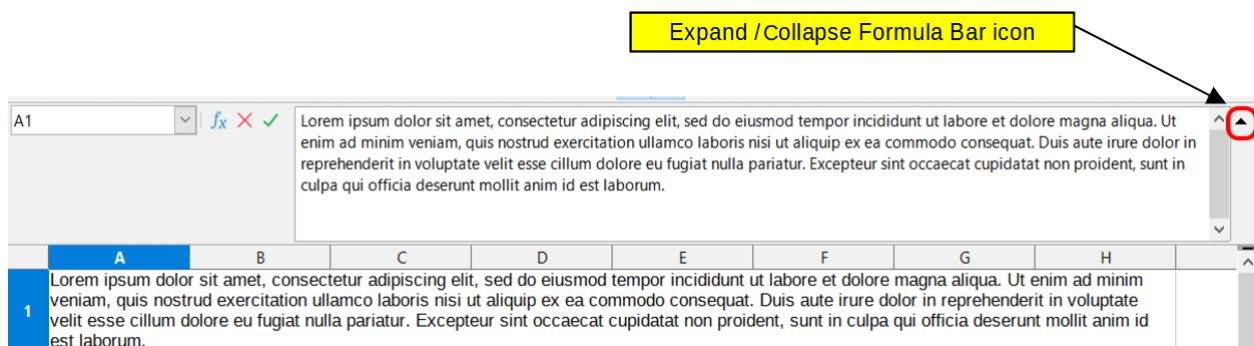 Expand /Collapse Formula Bar icon
A1 fx Lorem ipsum dolor sit amet, consectetur adipiscing elit, sed do eiusmod tempor incididunt ut labore et dolore magna aliqua. Ut
enim ad minim veniam, quis nostrud exercitation ullamco laboris nisi ut aliquip ex ea commodo consequat. Duis aute irure dolor in
reprehenderit in voluptate velit esse cillum dolore eu fugiat nulla pariatur. Excepteur sint occaecat cupidatat non proident, sunt in
culpa qui officia deserunt mollit anim id est laborum.
A B C D E F G H
Lorem ipsum dolor sit amet, consectetur adipiscing elit, sed do eiusmod tempor incididunt ut labore et dolore magna aliqua. Ut enim ad minim
1 veniam, quis nostrud exercitation ullamco laboris nisi ut aliquip ex ea commodo consequat. Duis aute irure dolor in reprehenderit in voluptate
velit esse cillum dolore eu fugiat nulla pariatur. Excepteur sint occaecat cupidatat non proident, sunt in culpa qui officia deserunt mollit anim id
est laborum.